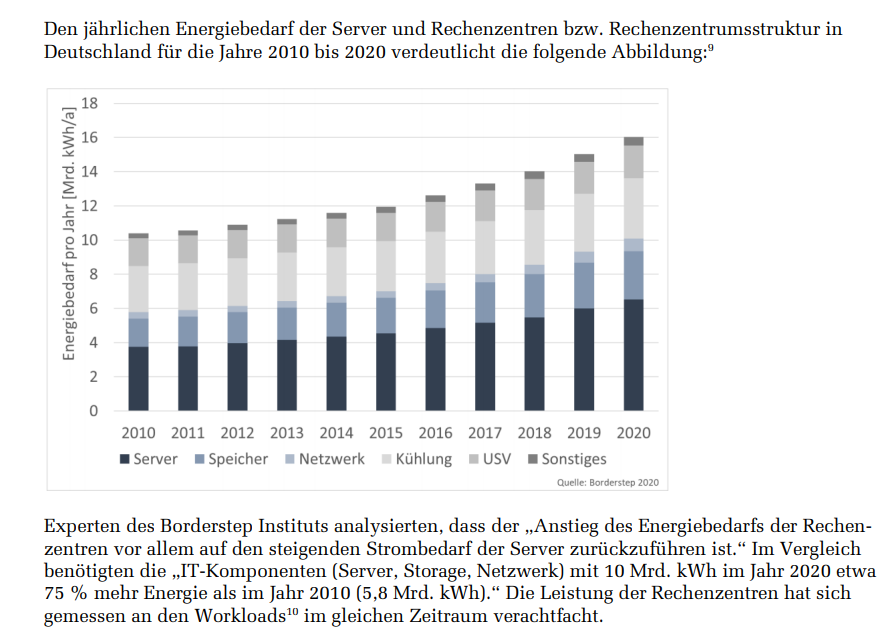 Den jährlichen Energiebedarf der Server und Rechenzentren bzw. Rechenzentrumsstruktur in
Deutschland für die Jahre 2010 bis 2020 verdeutlicht die folgende Abbildung:⁹
Energiebedarf pro Jahr [Mrd. kWh/a]
18
16
14
12
10
8
6
4
2
0
2010 2011 2012 2013 2014 2015 2016 2017 2018 2019 2020
Server Speicher Netzwerk Kühlung USV Sonstiges
Quelle: Borderstep 2020
Experten des Borderstep Instituts analysierten, dass der „Anstieg des Energiebedarfs der Rechen-
zentren vor allem auf den steigenden Strombedarf der Server zurückzuführen ist.“ Im Vergleich
benötigten die „IT-Komponenten (Server, Storage, Netzwerk) mit 10 Mrd. kWh im Jahr 2020 etwa
75 % mehr Energie als im Jahr 2010 (5,8 Mrd. kWh).“ Die Leistung der Rechenzentren hat sich
gemessen an den Workloads¹⁰ im gleichen Zeitraum verachtfacht.